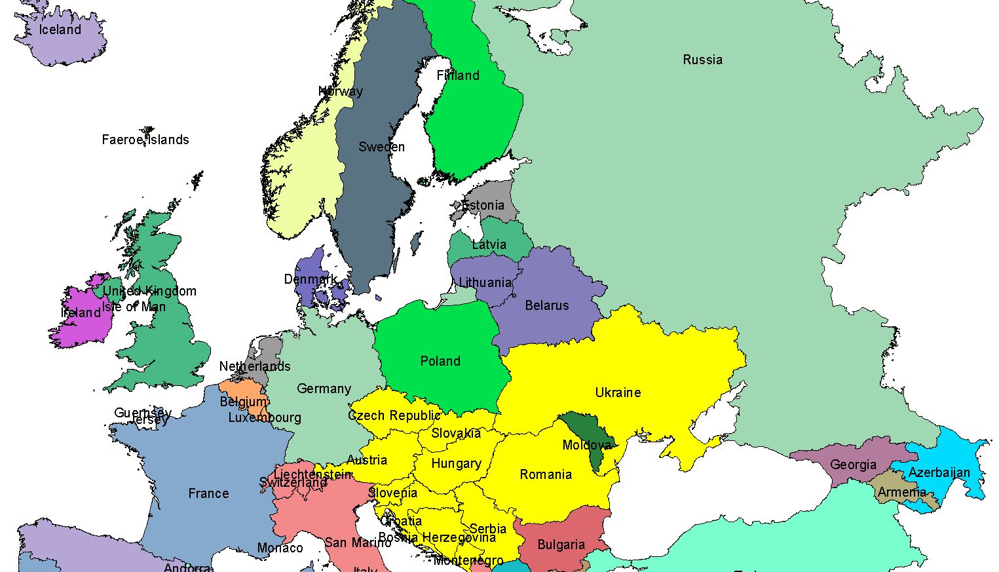 Iceland
Russia
Finland
Norway
Faeroe Islands
Sweden
Estonia
Latvia
Denmark
Lithuania
United Kingdom
Isle of Man
Belarus
Ireland
Poland
Netherlands
Germany
Ukraine
Belgium
Guernsey
Jersey
Luxembourg
Czech Republic
Slovakia
Moldova
Austria
Hungary
Georgia
Azerbaijan
Liechtenstein
Switzerland
Romania
France
Slovenia
Armenia
Croatia
Serbia
Bosnia Herzegovina
San Marino
Monaco
Bulgaria
Montenegro
Andorra
Italy